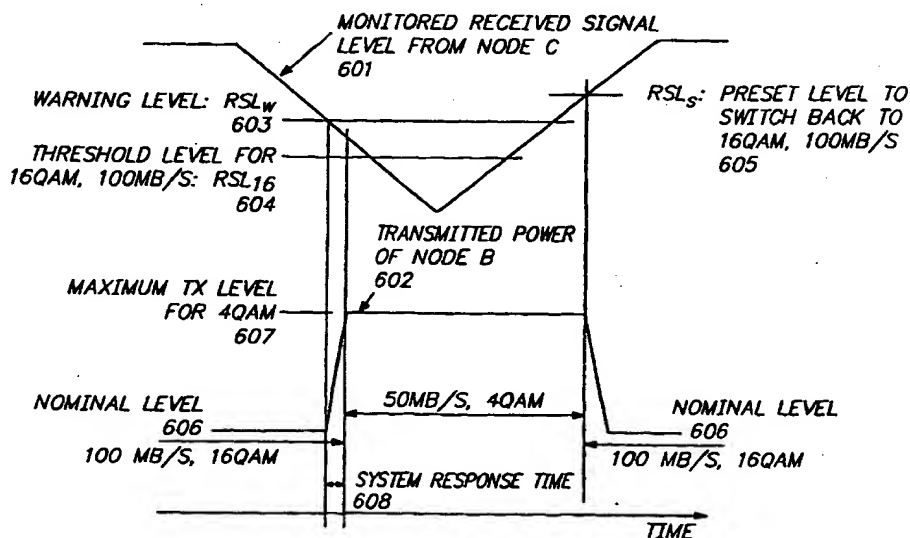 MONITORED RECEIVED SIGNAL
LEVEL FROM NODE C
601
WARNING LEVEL: RSLw
603
RSLs: PRESET LEVEL TO
SWITCH BACK TO
16QAM, 100MB/S
605
THRESHOLD LEVEL FOR
16QAM, 100MB/S: RSL16
604
TRANSMITTED POWER
OF NODE B
602
MAXIMUM TX LEVEL
FOR 4QAM
607
NOMINAL LEVEL
606
100 MB/S, 16QAM
50MB/S, 4QAM
NOMINAL LEVEL
606
100 MB/S, 16QAM
SYSTEM RESPONSE TIME
608
TIME